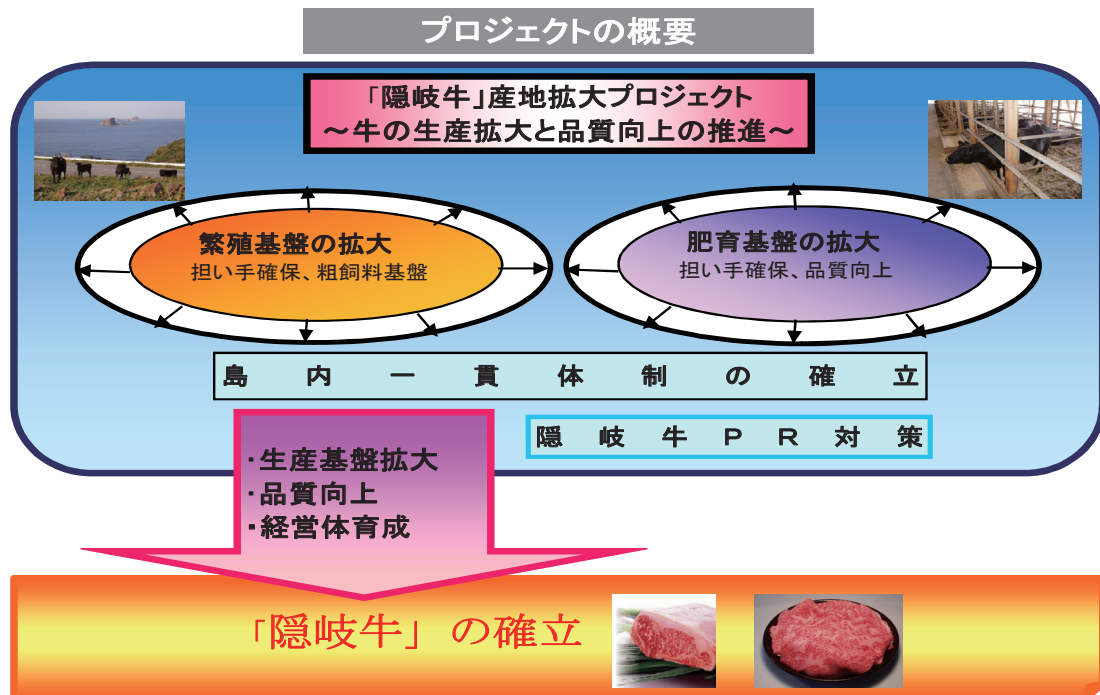 プロジェクトの概要
「隠岐牛」産地拡大プロジェクト
～牛の生産拡大と品質向上の推進～
繁殖基盤の拡大
担い手確保、粗飼料基盤
肥育基盤の拡大
担い手確保、品質向上
島内一貫体制の確立
隠岐牛ＰＲ対策
・生産基盤拡大
・品質向上
・経営体育成
「隠岐牛」の確立